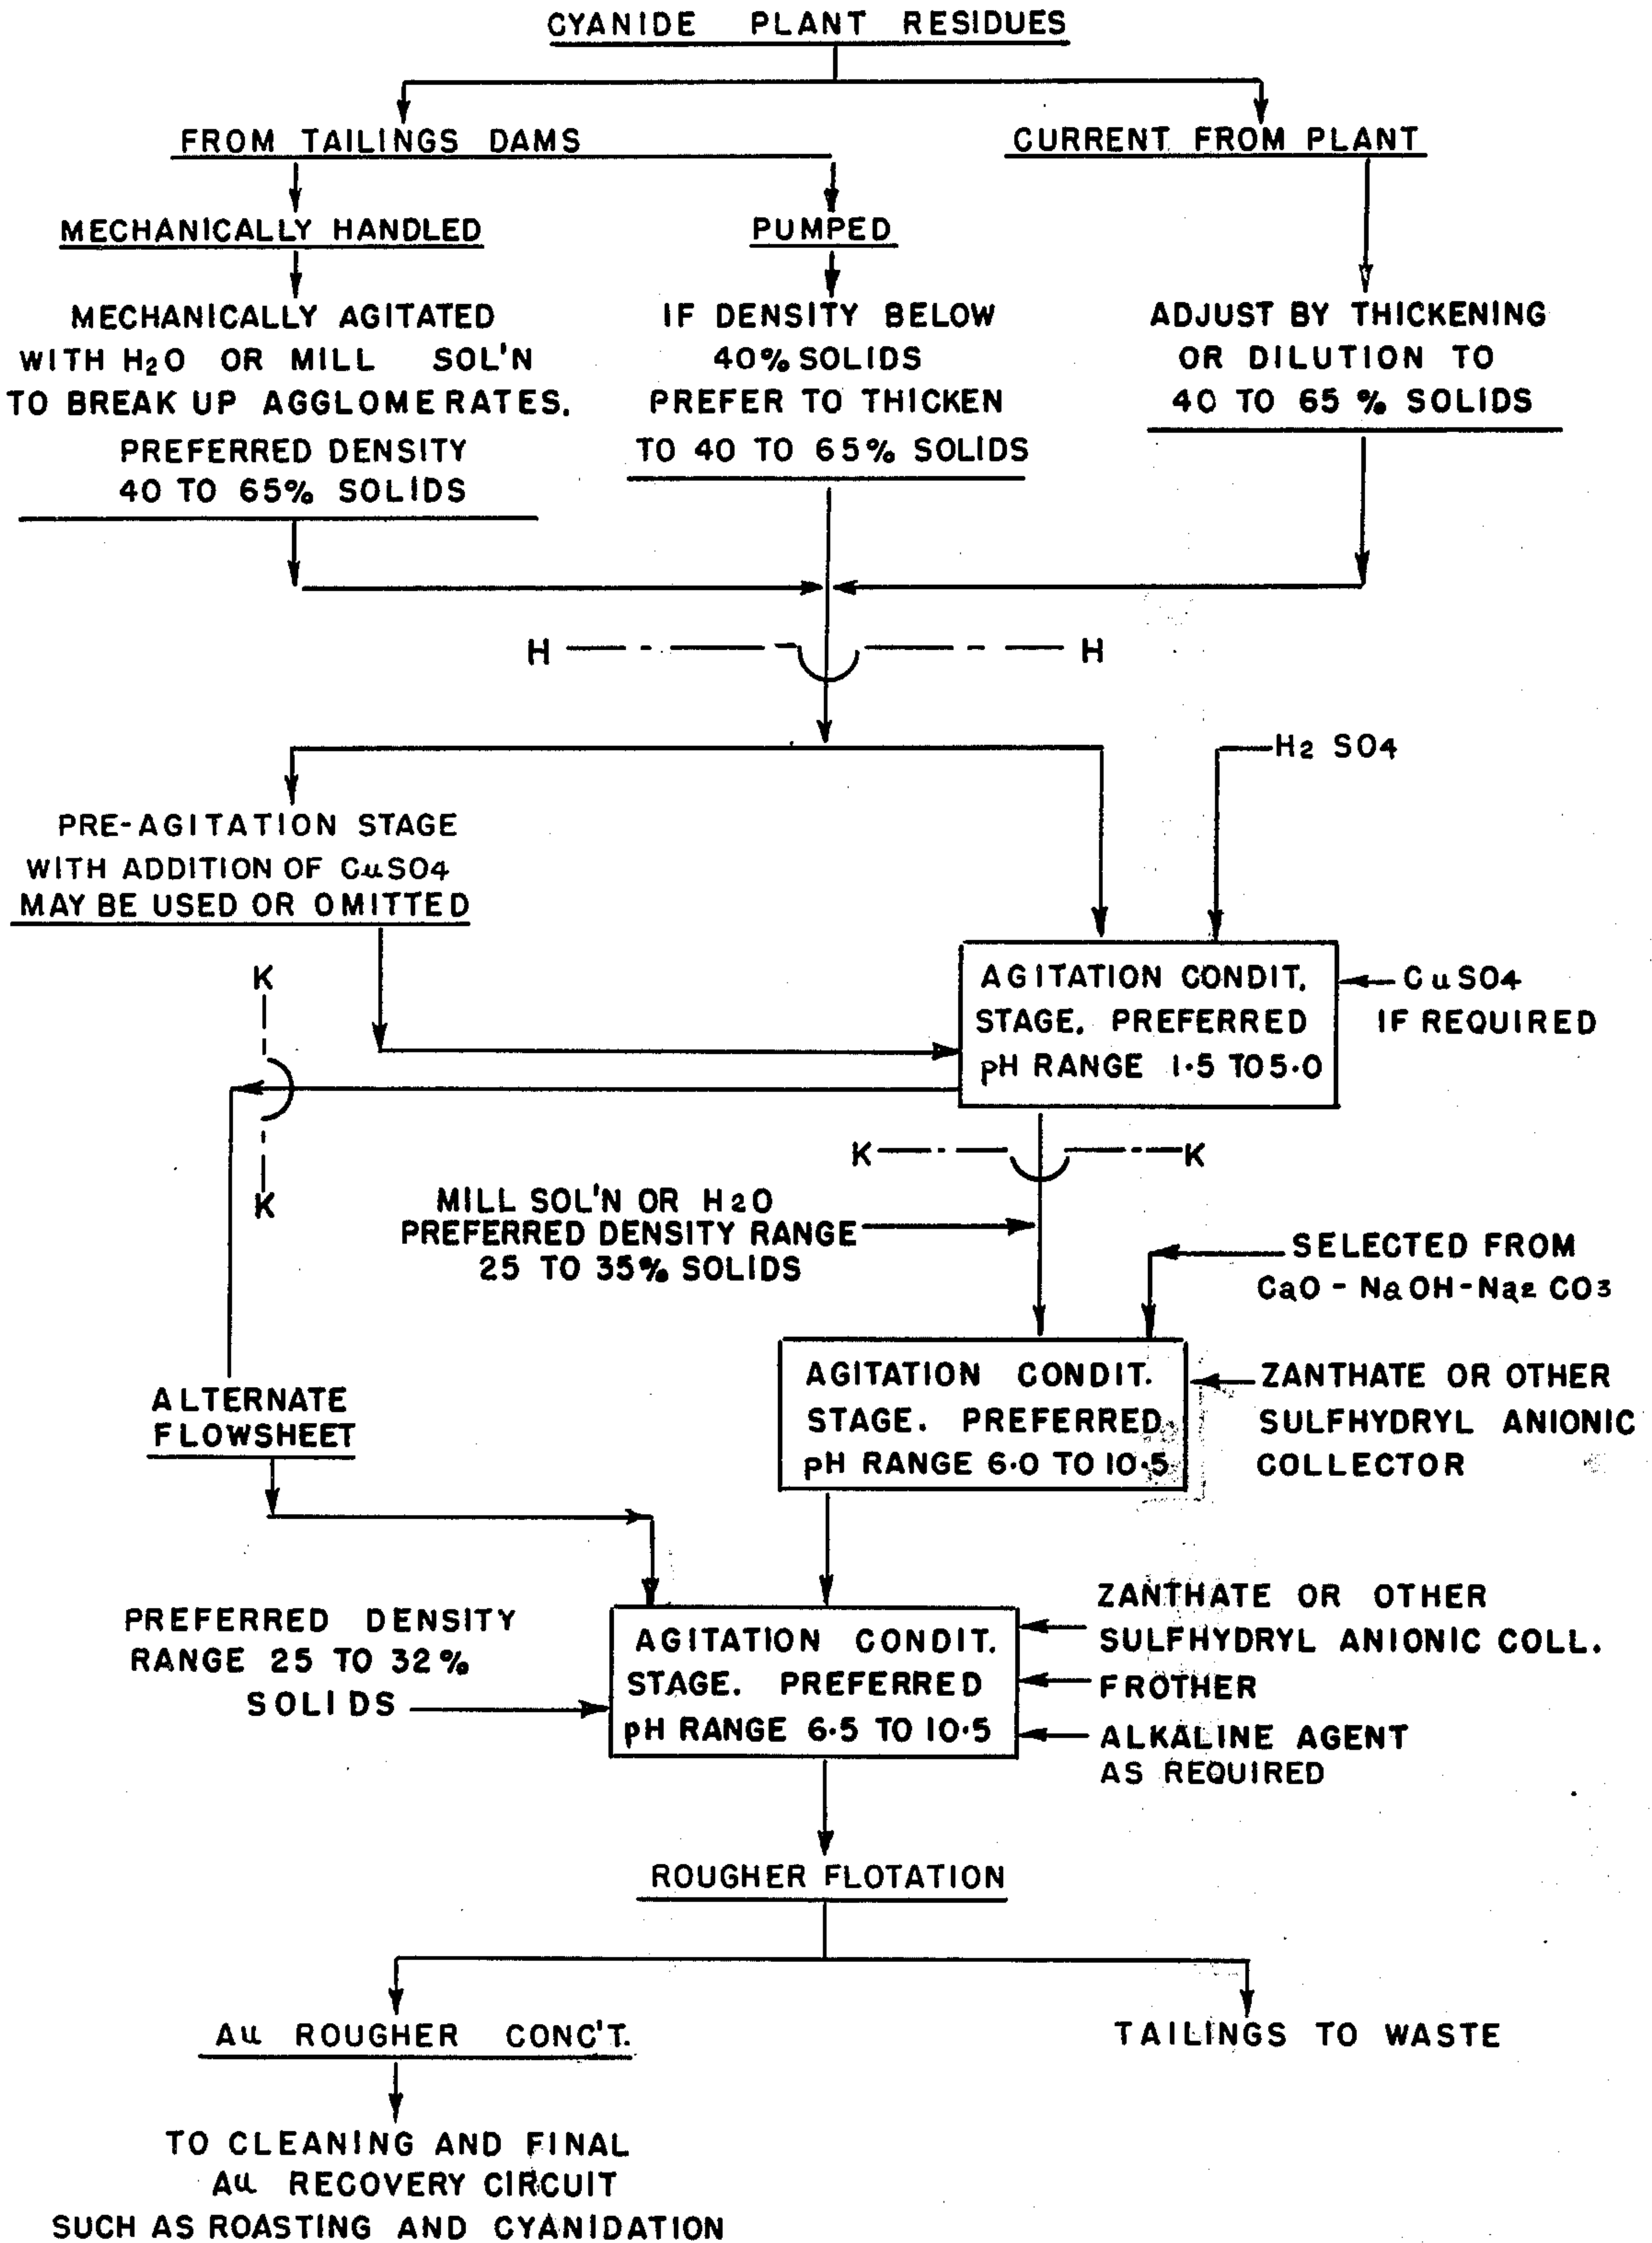 CYANIDE PLANT RESIDUES
FROM TAILINGS DAMS
CURRENT FROM PLANT
MECHANICALLY HANDLED
PUMPED
MECHANICALLY AGITATED
WITH H2O OR MILL SOL'N
TO BREAK UP AGGLOMERATES.
PREFERRED DENSITY
40 TO 65% SOLIDS
IF DENSITY BELOW
40% SOLIDS
PREFER TO THICKEN
TO 40 TO 65% SOLIDS
ADJUST BY THICKENING
OR DILUTION TO
40 TO 65 % SOLIDS
H H
H2 SO4
PRE-AGITATION STAGE
WITH ADDITION OF CuSO4
MAY BE USED OR OMITTED
AGITATION CONDIT.
STAGE. PREFERRED
pH RANGE 1.5 TO 5.0
CuSO4
IF REQUIRED
K
K
K K
MILL SOL'N OR H2O
PREFERRED DENSITY RANGE
25 TO 35% SOLIDS
SELECTED FROM
CaO - NaOH-Na2 CO3
AGITATION CONDIT.
STAGE. PREFERRED
pH RANGE 6.0 TO 10.5
ZANTHATE OR OTHER
SULFHYDRYL ANIONIC
COLLECTOR
ALTERNATE
FLOWSHEET
PREFERRED DENSITY
RANGE 25 TO 32%
SOLIDS
AGITATION CONDIT.
STAGE. PREFERRED
pH RANGE 6.5 TO 10.5
ZANTHATE OR OTHER
SULFHYDRYL ANIONIC COLL.
FROTHER
ALKALINE AGENT
AS REQUIRED
ROUGHER FLOTATION
Au ROUGHER CONC'T.
TAILINGS TO WASTE
TO CLEANING AND FINAL
Au RECOVERY CIRCUIT
SUCH AS ROASTING AND CYANIDATION